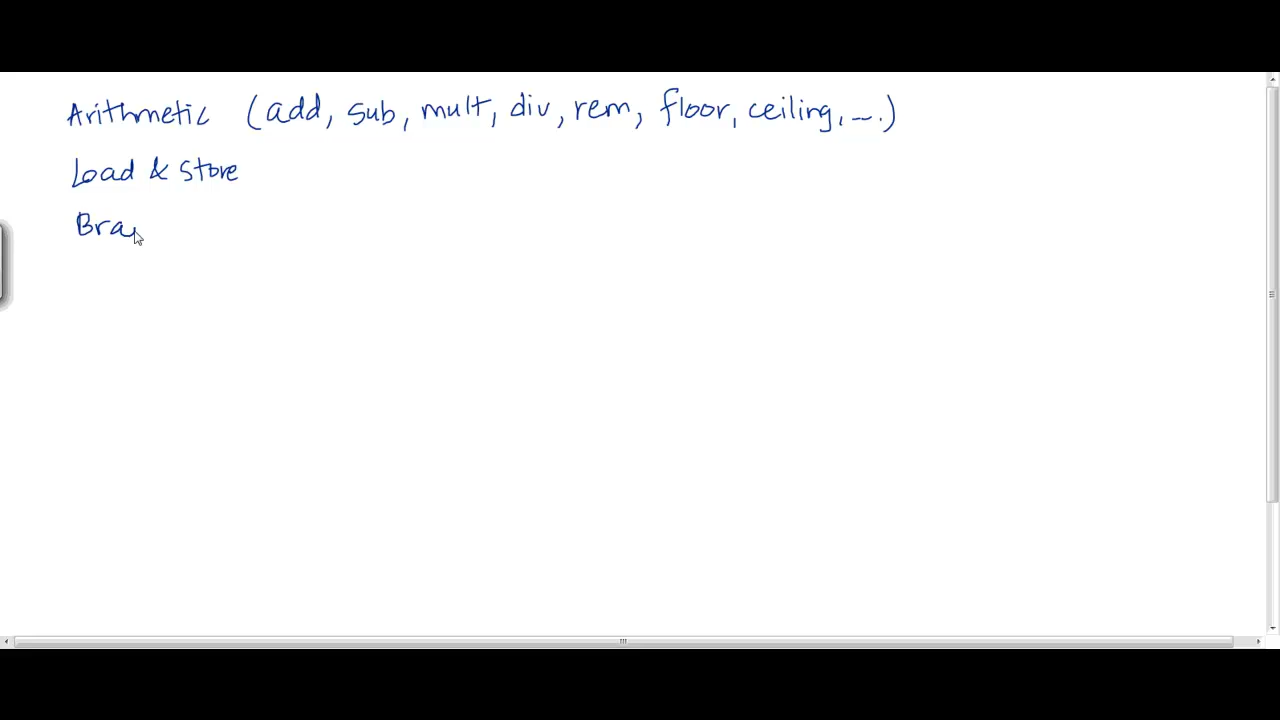 Arithmetic (add, sub, mult, div, rem, floor, ceiling, ....)
Load & Store
Bra